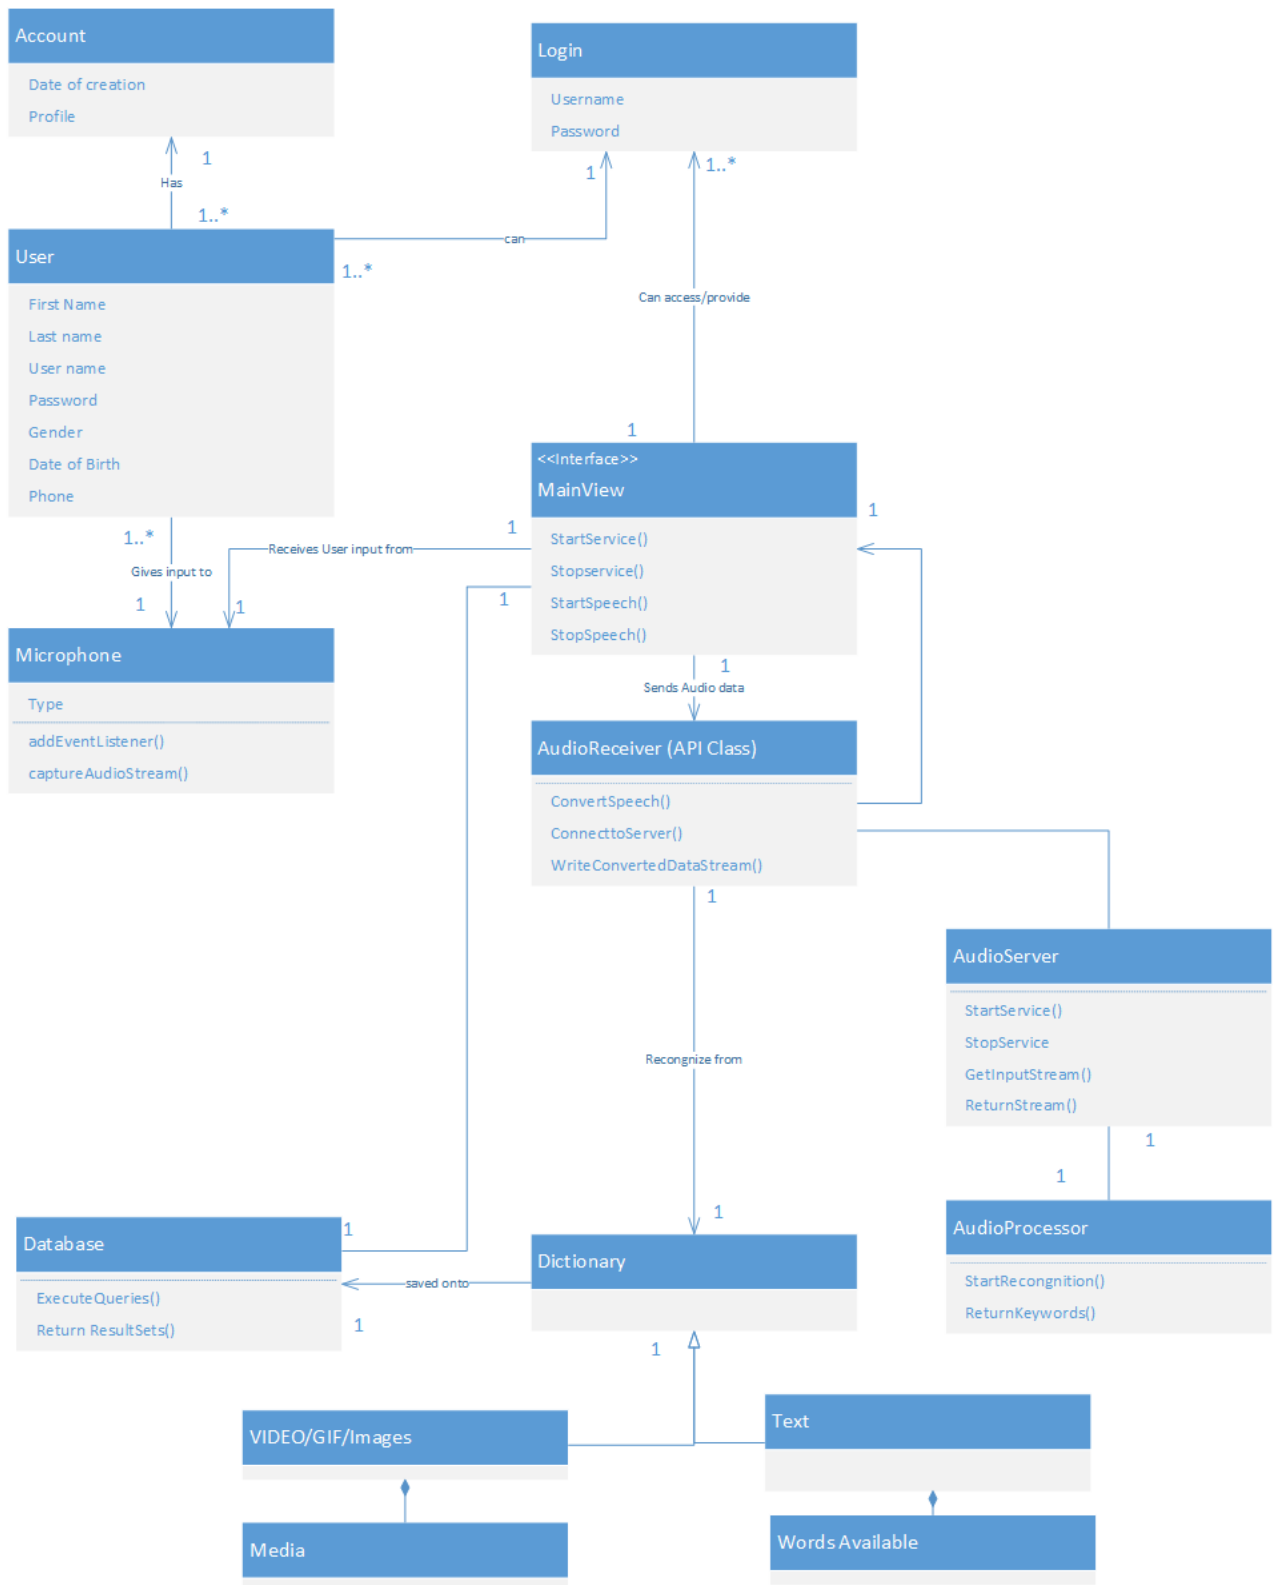 Account
Date of creation
Profile
1
Has
1..*
User
First Name
Last name
User name
Password
Gender
Date of Birth
Phone
1..*
can
1
Login
Username
Password
1..*
Can access/provide
1
<<Interface>>
MainView
StartService()
Stopservice()
StartSpeech()
StopSpeech()
1
1
Receives User input from
1
1
1..*
Gives input to
1
Microphone
Type
addEventListener()
captureAudioStream()
1
Sends Audio data
AudioReceiver (API Class)
ConvertSpeech()
ConnecttoServer()
WriteConvertedDataStream()
1
Recongnize from
1
AudioServer
StartService()
StopService
GetInputStream()
ReturnStream()
1
1
AudioProcessor
StartRecongnition()
ReturnKeywords()
Database
1
ExecuteQueries()
Return ResultSets()
saved onto
1
Dictionary
1
VIDEO/GIF/Images
Text
Media
Words Available